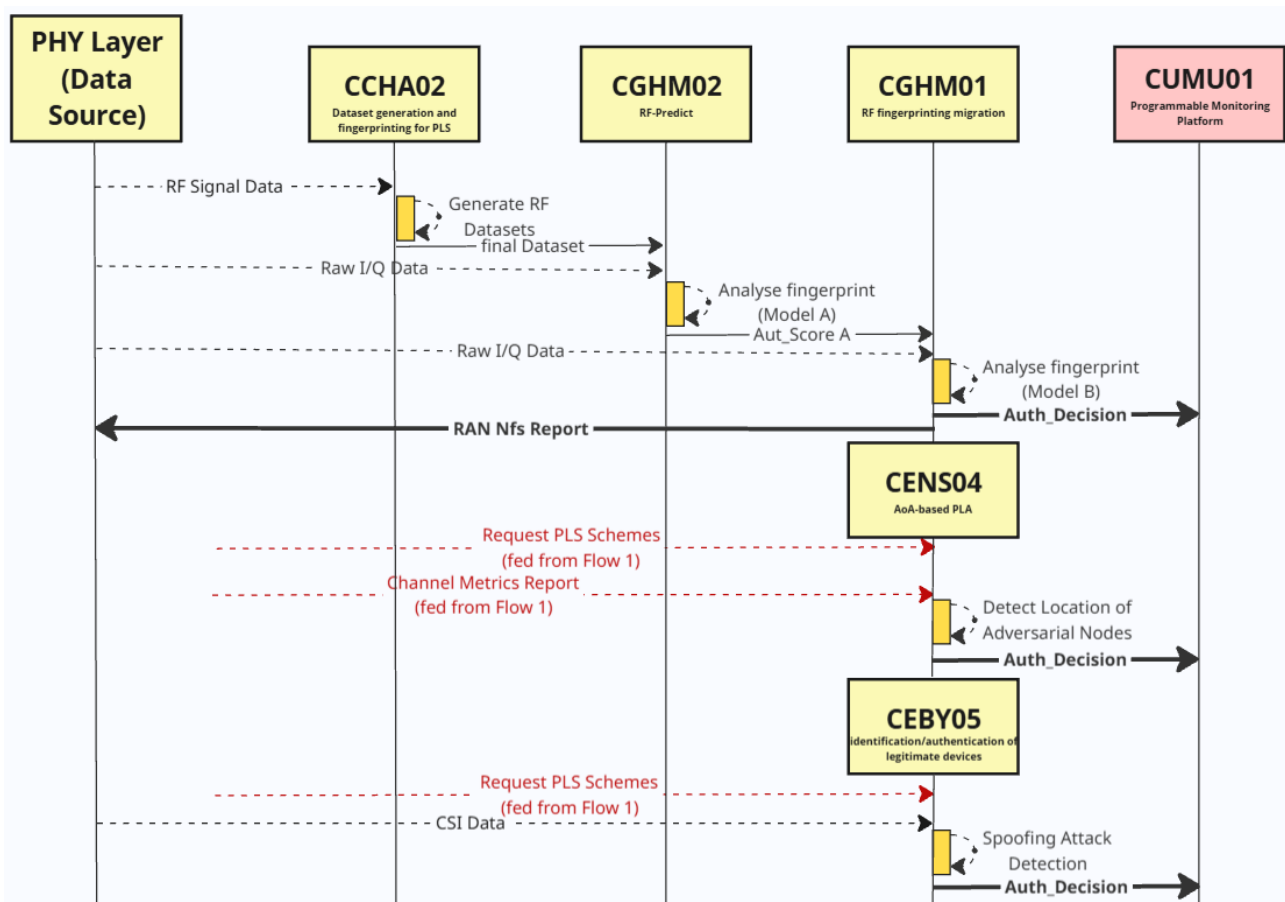 PHY Layer
(Data
Source)
CCHA02
Dataset generation and
fingerprinting for PLS
CGHM02
RF-Predict
CGHM01
RF fingerprinting migration
CUMU01
Programmable Monitoring
Platform
RF Signal Data
Generate RF
Datasets
final Dataset
Raw I/Q Data
Analyse fingerprint
(Model A)
Aut_Score A
Raw I/Q Data
Analyse fingerprint
(Model B)
Auth_Decision
RAN Nfs Report
CENS04
AoA-based PLA
Request PLS Schemes
(fed from Flow 1)
Channel Metrics Report
(fed from Flow 1)
Detect Location of
Adversarial Nodes
Auth_Decision
CEBY05
identification/authentication of
legitimate devices
Request PLS Schemes
(fed from Flow 1)
CSI Data
Spoofing Attack
Detection
Auth_Decision